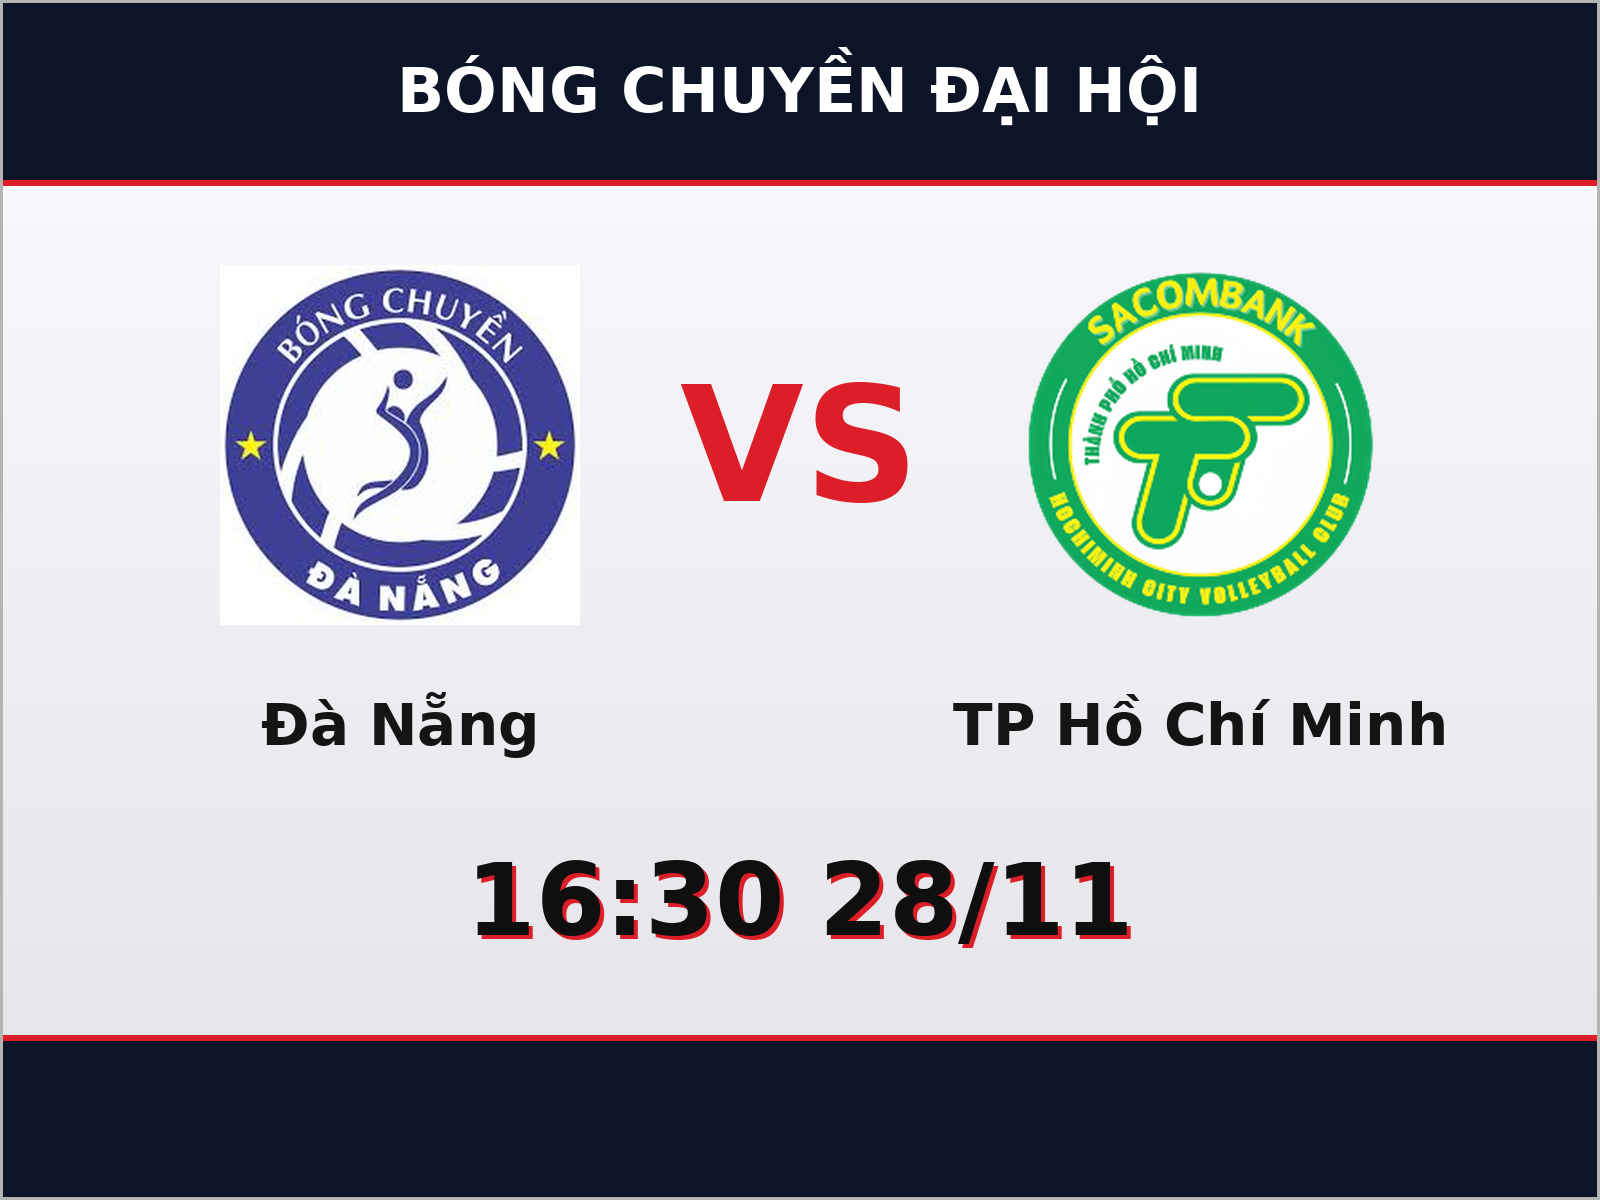 BÓNG CHUYỀN ĐẠI HỘI
BÓNG CHUYỀN
ĐÀ NẴNG
VS
SACOMBANK
THÀNH PHỐ HỒ CHÍ MINH
HOCHIMINH CITY VOLLEYBALL CLUB
Đà Nẵng
TP Hồ Chí Minh
16:30 28/11